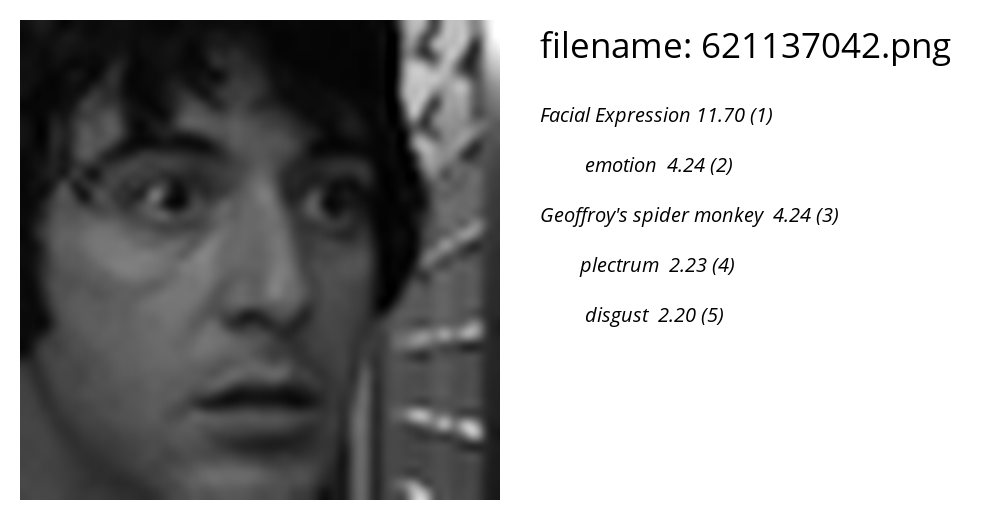 filename: 621137042.png
Facial Expression 11.70 (1)
emotion 4.24 (2)
Geoffroy's spider monkey 4.24 (3)
plectrum 2.23 (4)
disgust 2.20 (5)